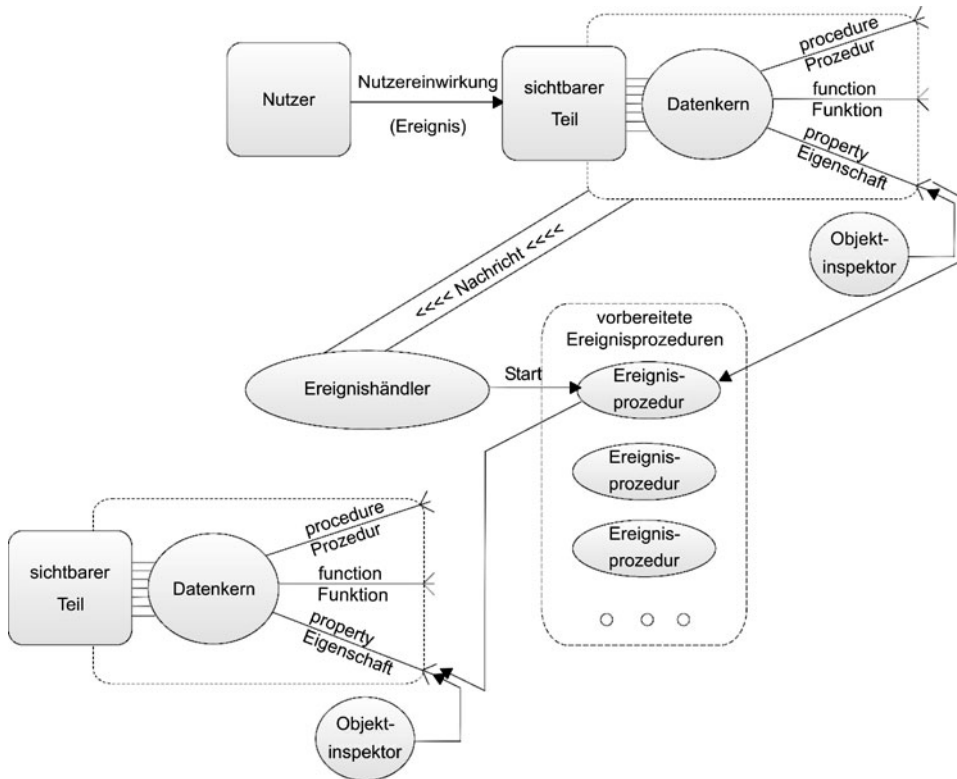 Nutzer
Nutzereinwirkung
(Ereignis)
sichtbarer
Teil
Datenkern
procedure
Prozedur
function
Funktion
property
Eigenschaft
Objekt-
inspektor
<<<< Nachricht <<<<
vorbereitete
Ereignisprozeduren
Ereignishändler
Start
Ereignis-
prozedur
Ereignis-
prozedur
Ereignis-
prozedur
sichtbarer
Teil
Datenkern
procedure
Prozedur
function
Funktion
property
Eigenschaft
Objekt-
inspektor